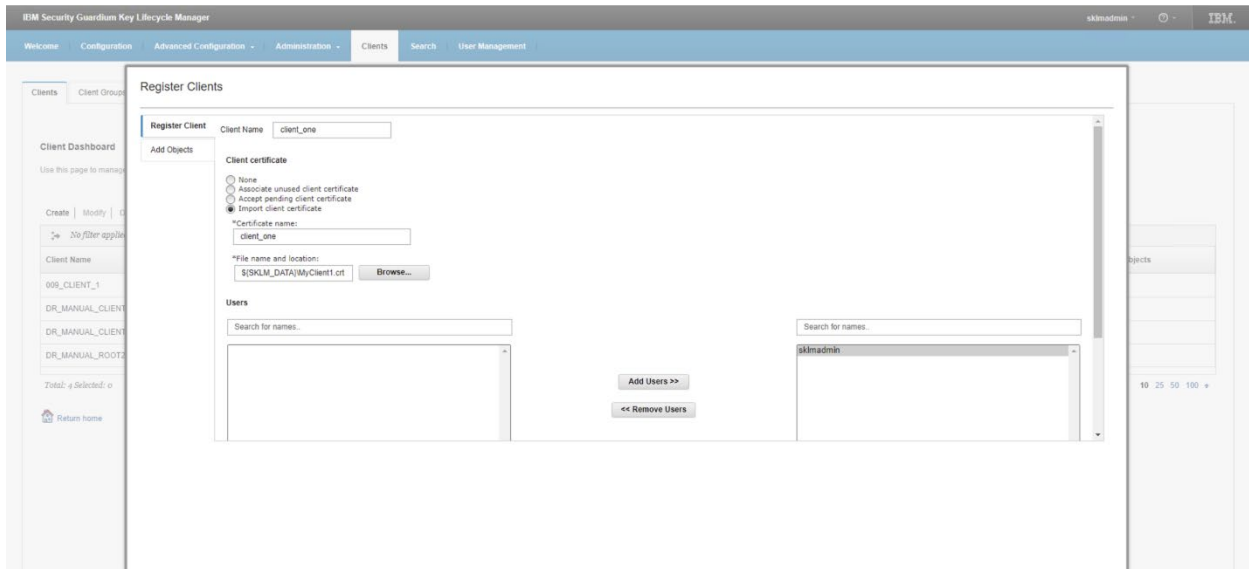 IBM Security Guardium Key Lifecycle Manager
sklmadmin
IBM.
Welcome Configuration Advanced Configuration Administration Clients Search User Management
Clients Client Groups
Register Clients
Register Client
Add Objects
Client Name client_one
Client certificate
None
Associate unused client certificate
Accept pending client certificate
Import client certificate
*Certificate name:
client_one
*File name and location:
${SKLM_DATA}\MyClient1.crt Browse...
Users
Search for names..
Search for names..
sklmadmin
Add Users >>
<< Remove Users
Client Dashboard
Use this page to manage
Create Modify D
No filter applie
Client Name
bjects
009_CLIENT_1
DR_MANUAL_CLIENT
DR_MANUAL_CLIENT
DR_MANUAL_ROOT2
Total: 4 Selected: 0
10 25 50 100
Return home